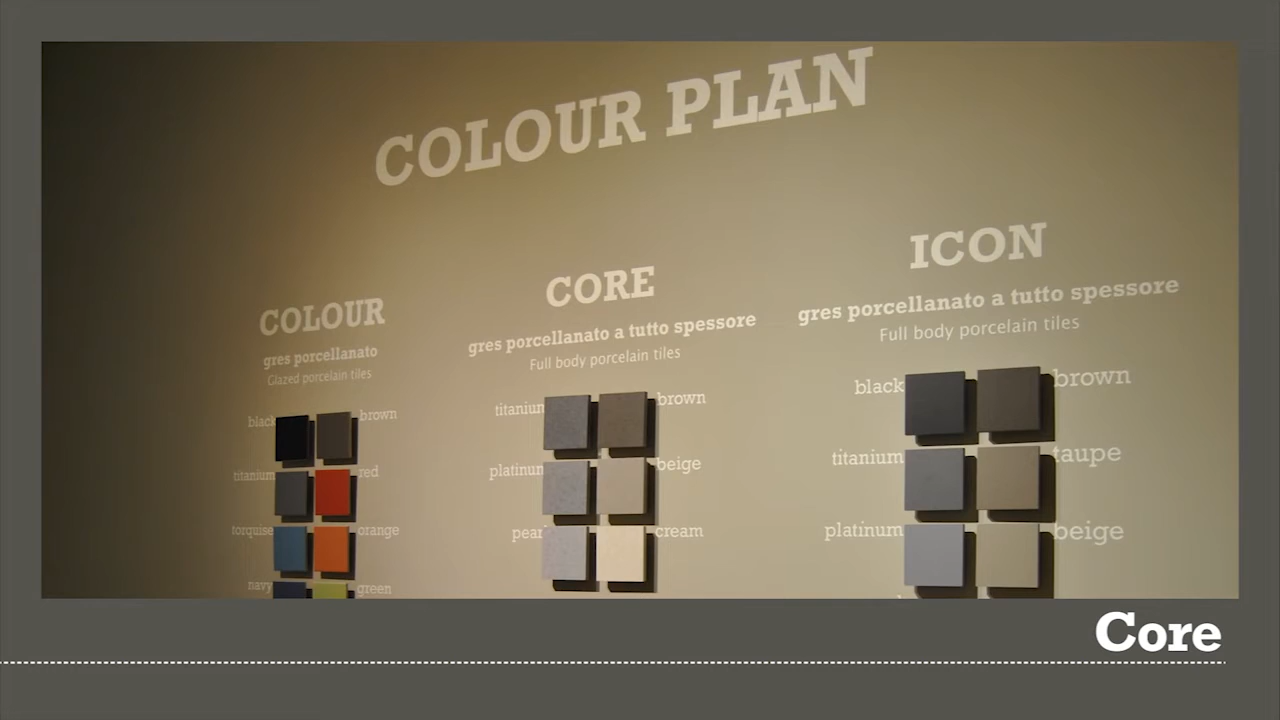 COLOUR PLAN
COLOUR
gres porcellanato
Glazed porcelain tiles
black
brown
titanium
red
torquise
orange
navy
green
CORE
gres porcellanato a tutto spessore
Full body porcelain tiles
titanium
brown
platinum
beige
pearl
cream
ICON
gres porcellanato a tutto spessore
Full body porcelain tiles
black
brown
titanium
taupe
platinum
beige
Core